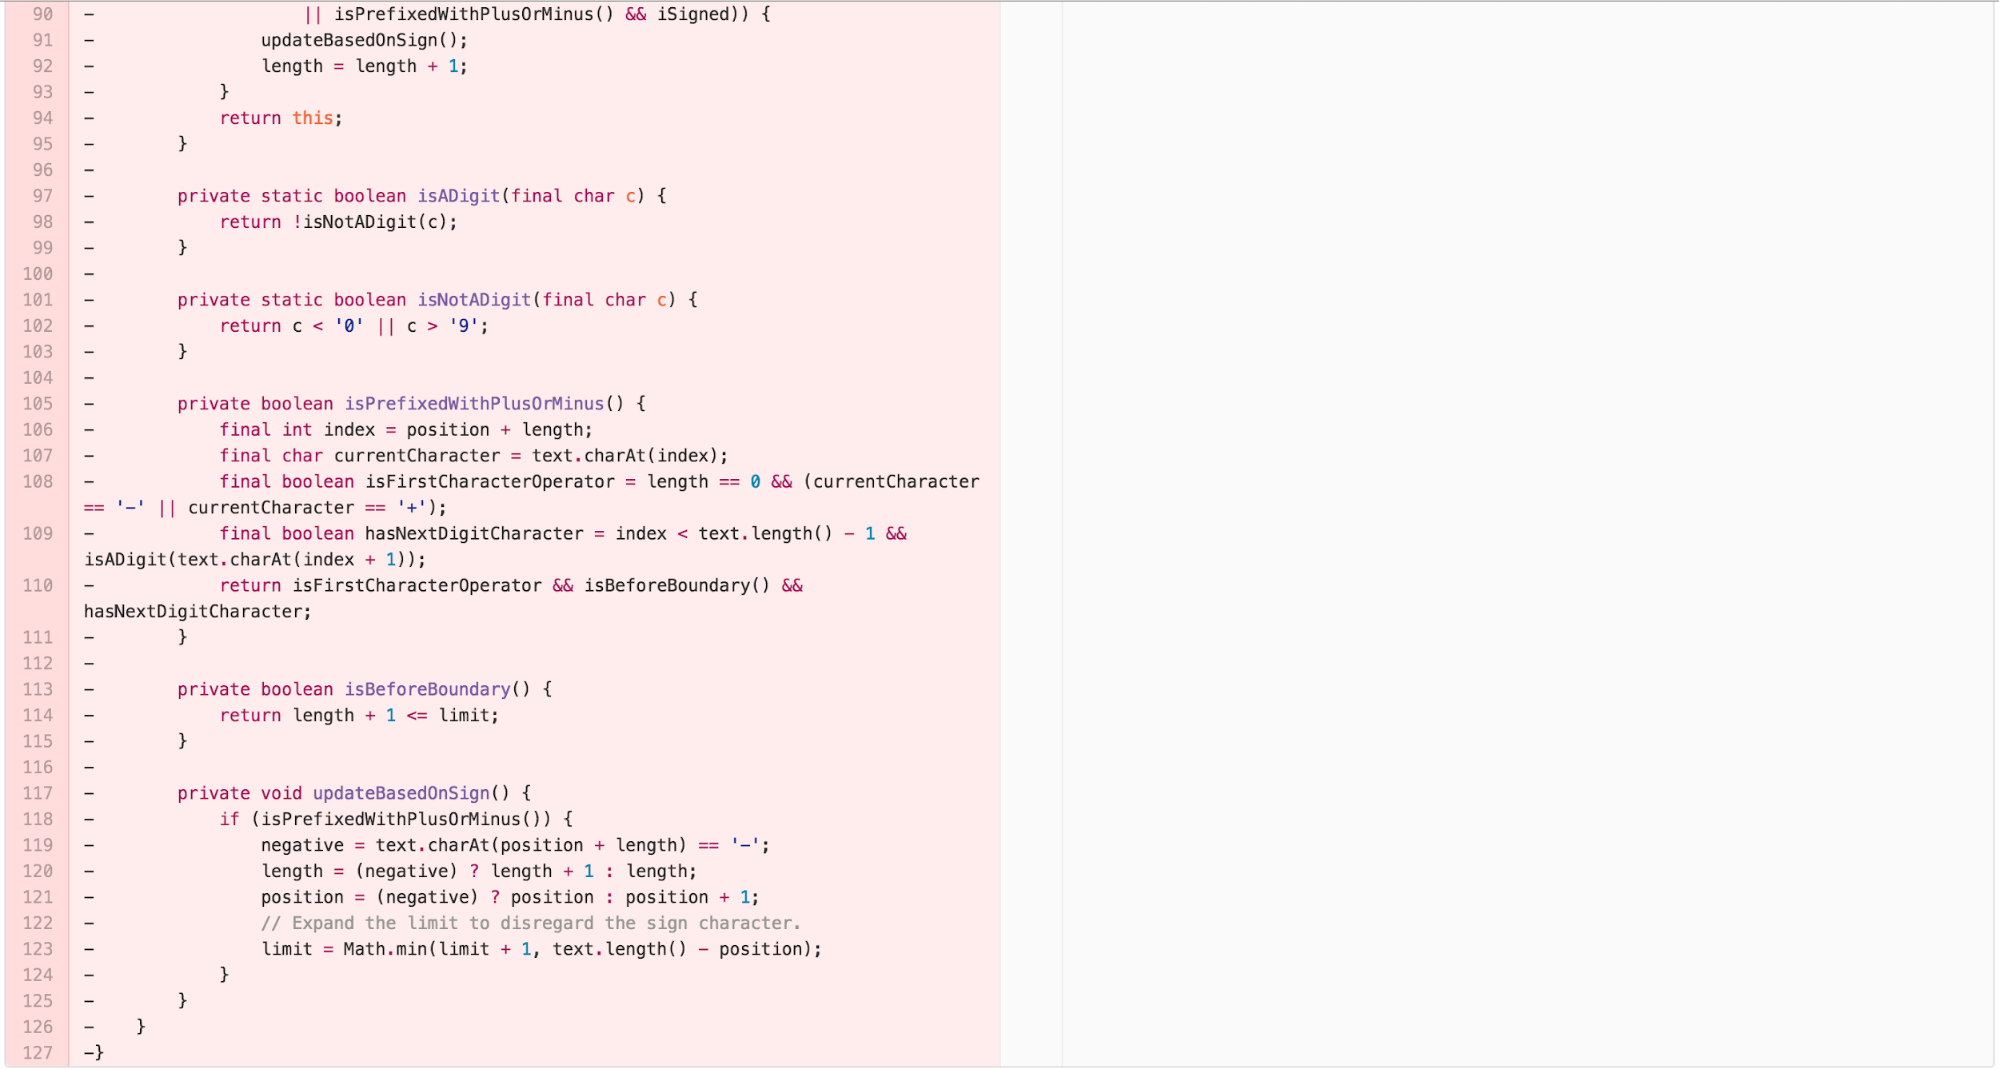 90 -                     || isPrefixedWithPlusOrMinus() && iSigned)) {
91 -                 updateBasedOnSign();
92 -                 length = length + 1;
93 -             }
94 -             return this;
95 -         }
96 -
97 -         private static boolean isADigit(final char c) {
98 -             return !isNotADigit(c);
99 -         }
100 -
101 -         private static boolean isNotADigit(final char c) {
102 -             return c < '0' || c > '9';
103 -         }
104 -
105 -         private boolean isPrefixedWithPlusOrMinus() {
106 -             final int index = position + length;
107 -             final char currentCharacter = text.charAt(index);
108 -             final boolean isFirstCharacterOperator = length == 0 && (currentCharacter
== '-' || currentCharacter == '+');
109 -             final boolean hasNextDigitCharacter = index < text.length() - 1 &&
isADigit(text.charAt(index + 1));
110 -             return isFirstCharacterOperator && isBeforeBoundary() &&
hasNextDigitCharacter;
111 -         }
112 -
113 -         private boolean isBeforeBoundary() {
114 -             return length + 1 <= limit;
115 -         }
116 -
117 -         private void updateBasedOnSign() {
118 -             if (isPrefixedWithPlusOrMinus()) {
119 -                 negative = text.charAt(position + length) == '-';
120 -                 length = (negative) ? length + 1 : length;
121 -                 position = (negative) ? position : position + 1;
122 -                 // Expand the limit to disregard the sign character.
123 -                 limit = Math.min(limit + 1, text.length() - position);
124 -             }
125 -         }
126 -     }
127 -}